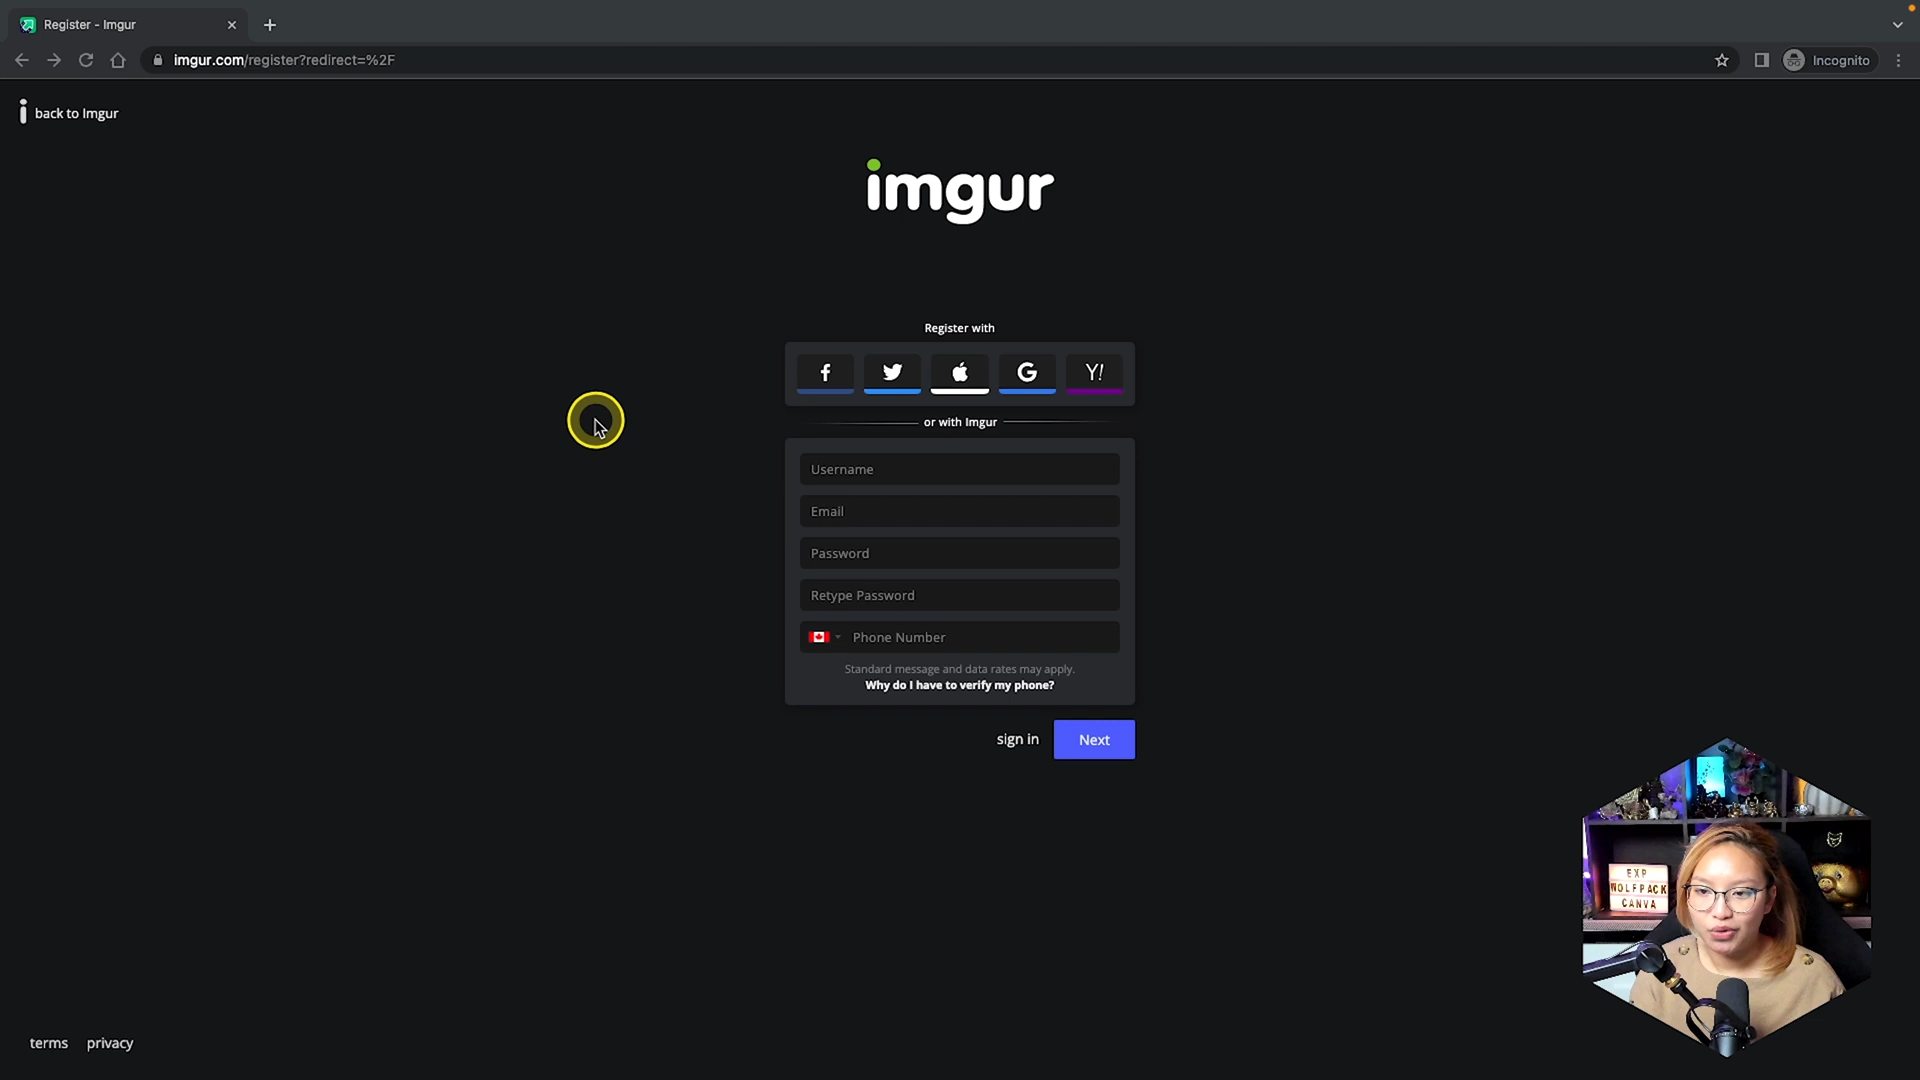 Register - Imgur
imgur.com/register?redirect=%2F
Incognito
back to Imgur
imgur
Register with
Y!
or with Imgur
Username
Email
Password
Retype Password
Phone Number
Standard message and data rates may apply.
Why do I have to verify my phone?
sign in
Next
EXP
WOLFPACK
CANVA
terms privacy